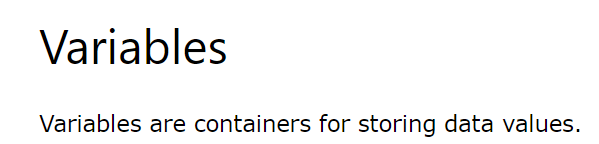 Variables
Variables are containers for storing data values.